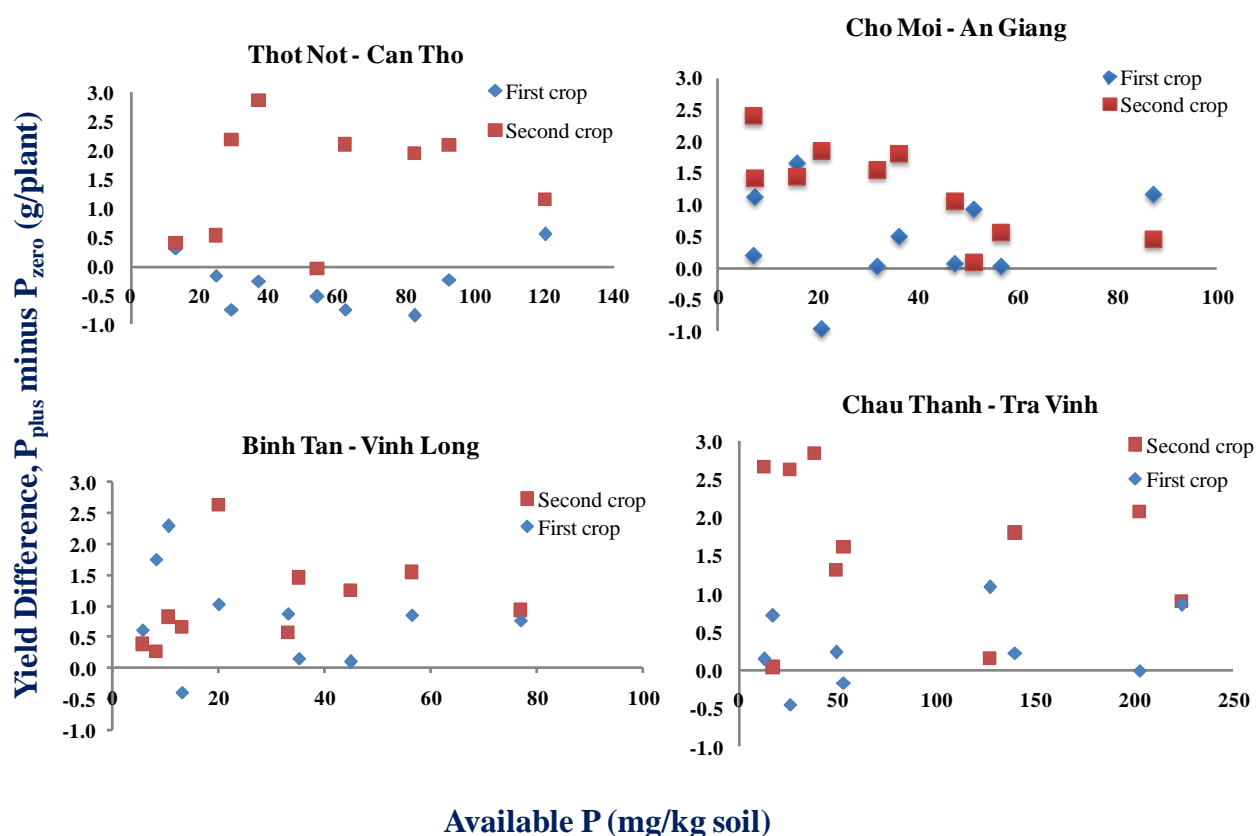 Yield Difference, P plus minus P zero (g/plant)
Thot Not - Can Tho
First crop
Second crop
3.0
2.5
2.0
1.5
1.0
0.5
0.0
-0.5
-1.0
0 20 40 60 80 100 120 140
Cho Moi - An Giang
First crop
Second crop
3.0
2.5
2.0
1.5
1.0
0.5
0.0
-0.5
-1.0
0 20 40 60 80 100
Binh Tan - Vinh Long
Second crop
First crop
3.0
2.5
2.0
1.5
1.0
0.5
0.0
-0.5
-1.0
0 20 40 60 80 100
Chau Thanh - Tra Vinh
Second crop
First crop
3.0
2.5
2.0
1.5
1.0
0.5
0.0
-0.5
-1.0
0 50 100 150 200 250
Available P (mg/kg soil)